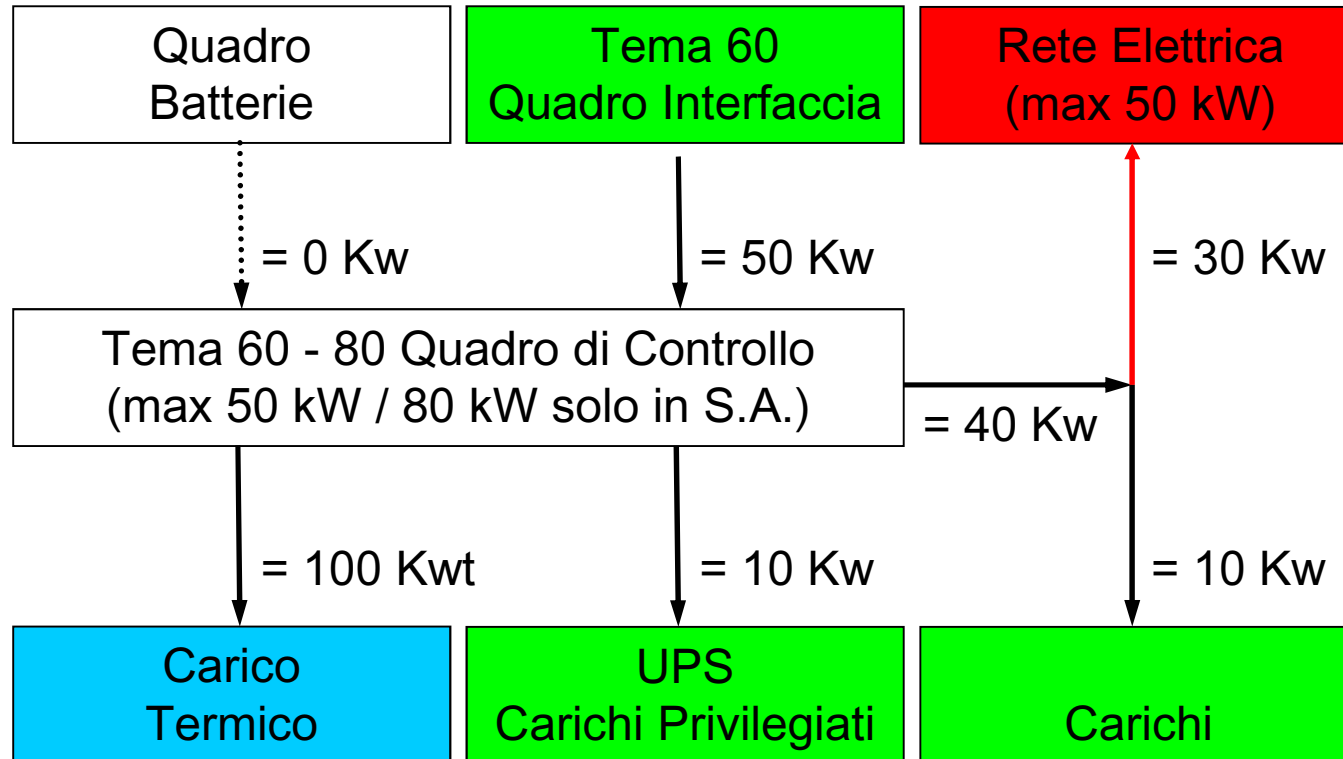 Quadro
Batterie
Tema 60
Quadro Interfaccia
Rete Elettrica
(max 50 kW)
= 0 Kw
= 50 Kw
= 30 Kw
Tema 60 - 80 Quadro di Controllo
(max 50 kW / 80 kW solo in S.A.)
= 40 Kw
= 100 Kwt
= 10 Kw
= 10 Kw
Carico
Termico
UPS
Carichi Privilegiati
Carichi